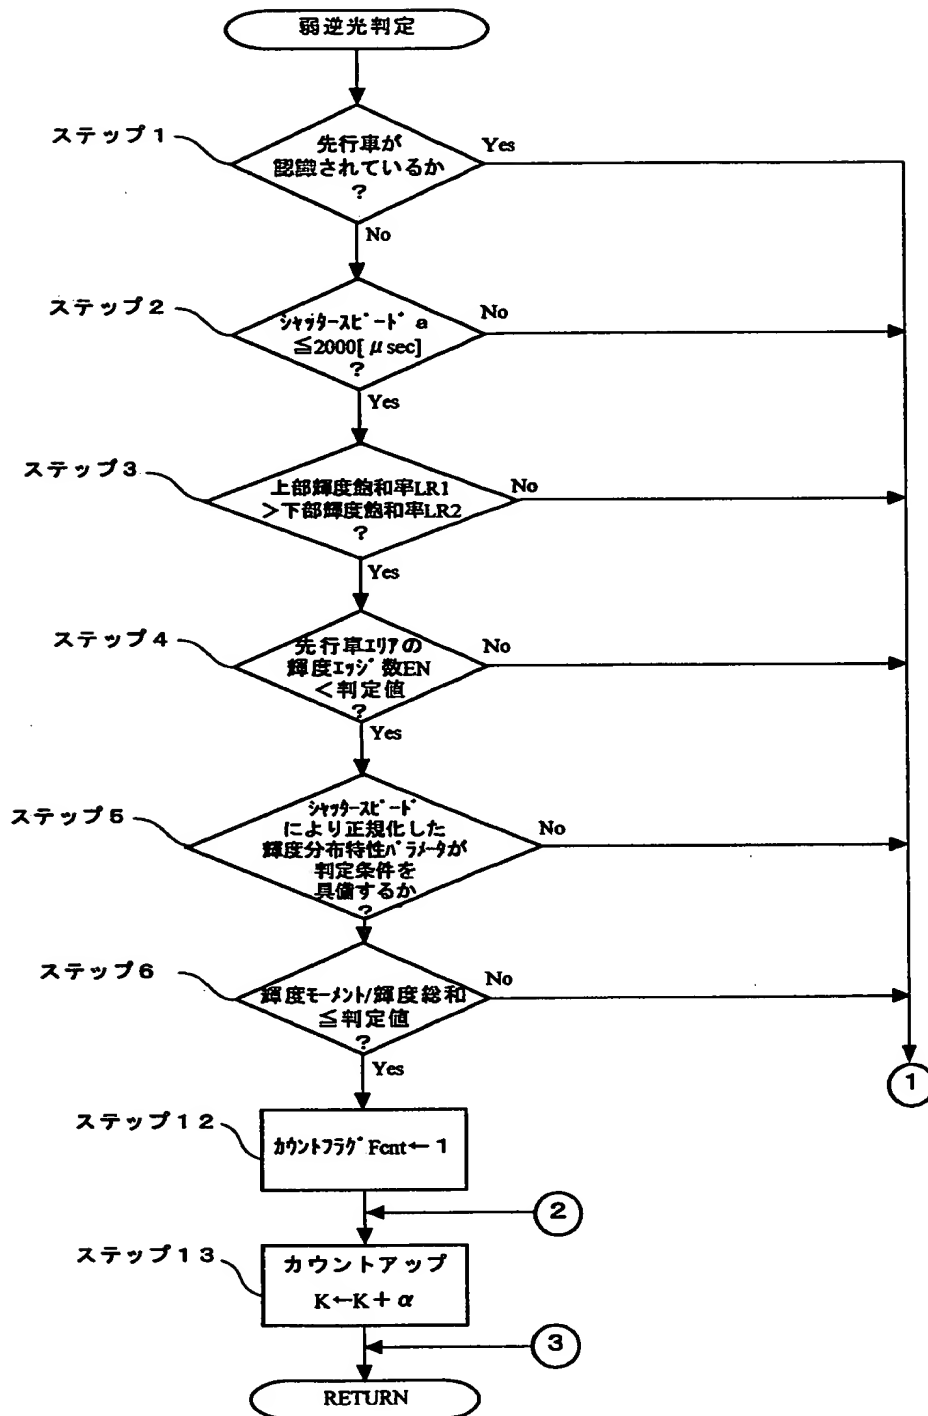 弱逆光判定
ステップ1
先行車が
認識されているか
?
Yes
No
ステップ2
シャッタースピード a
≦2000[μsec]
?
No
Yes
ステップ3
上部輝度飽和率LR1
>下部輝度飽和率LR2
?
No
Yes
ステップ4
先行車エリアの
輝度エッジ数EN
<判定値
?
No
Yes
ステップ5
シャッタースピード
により正規化した
輝度分布特性パラメータが
判定条件を
具備するか
?
No
ステップ6
輝度モーメント/輝度総和
≦判定値
?
No
Yes
1
ステップ12
カウントフラグFcnt←1
2
ステップ13
カウントアップ
K←K+α
3
RETURN